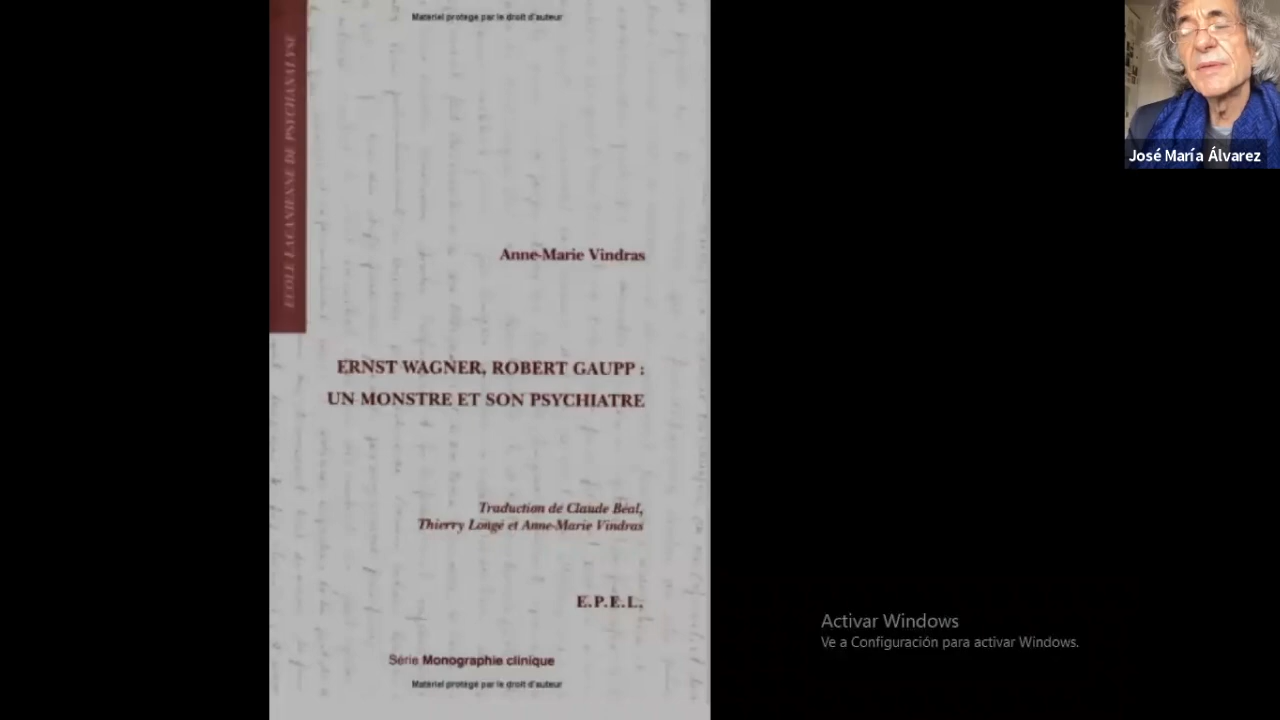 Matériel protégé par le droit d'auteur
ECOLE LACANIENNE DE PSYCHANALYSE
Anne-Marie Vindras
ERNST WAGNER, ROBERT GAUPP :
UN MONSTRE ET SON PSYCHIATRE
Traduction de Claude Béal,
Thierry Longé et Anne-Marie Vindras
E.P.E.L.
Série Monographie clinique
Matériel protégé par le droit d'auteur
José María Álvarez
Activar Windows
Ve a Configuración para activar Windows.